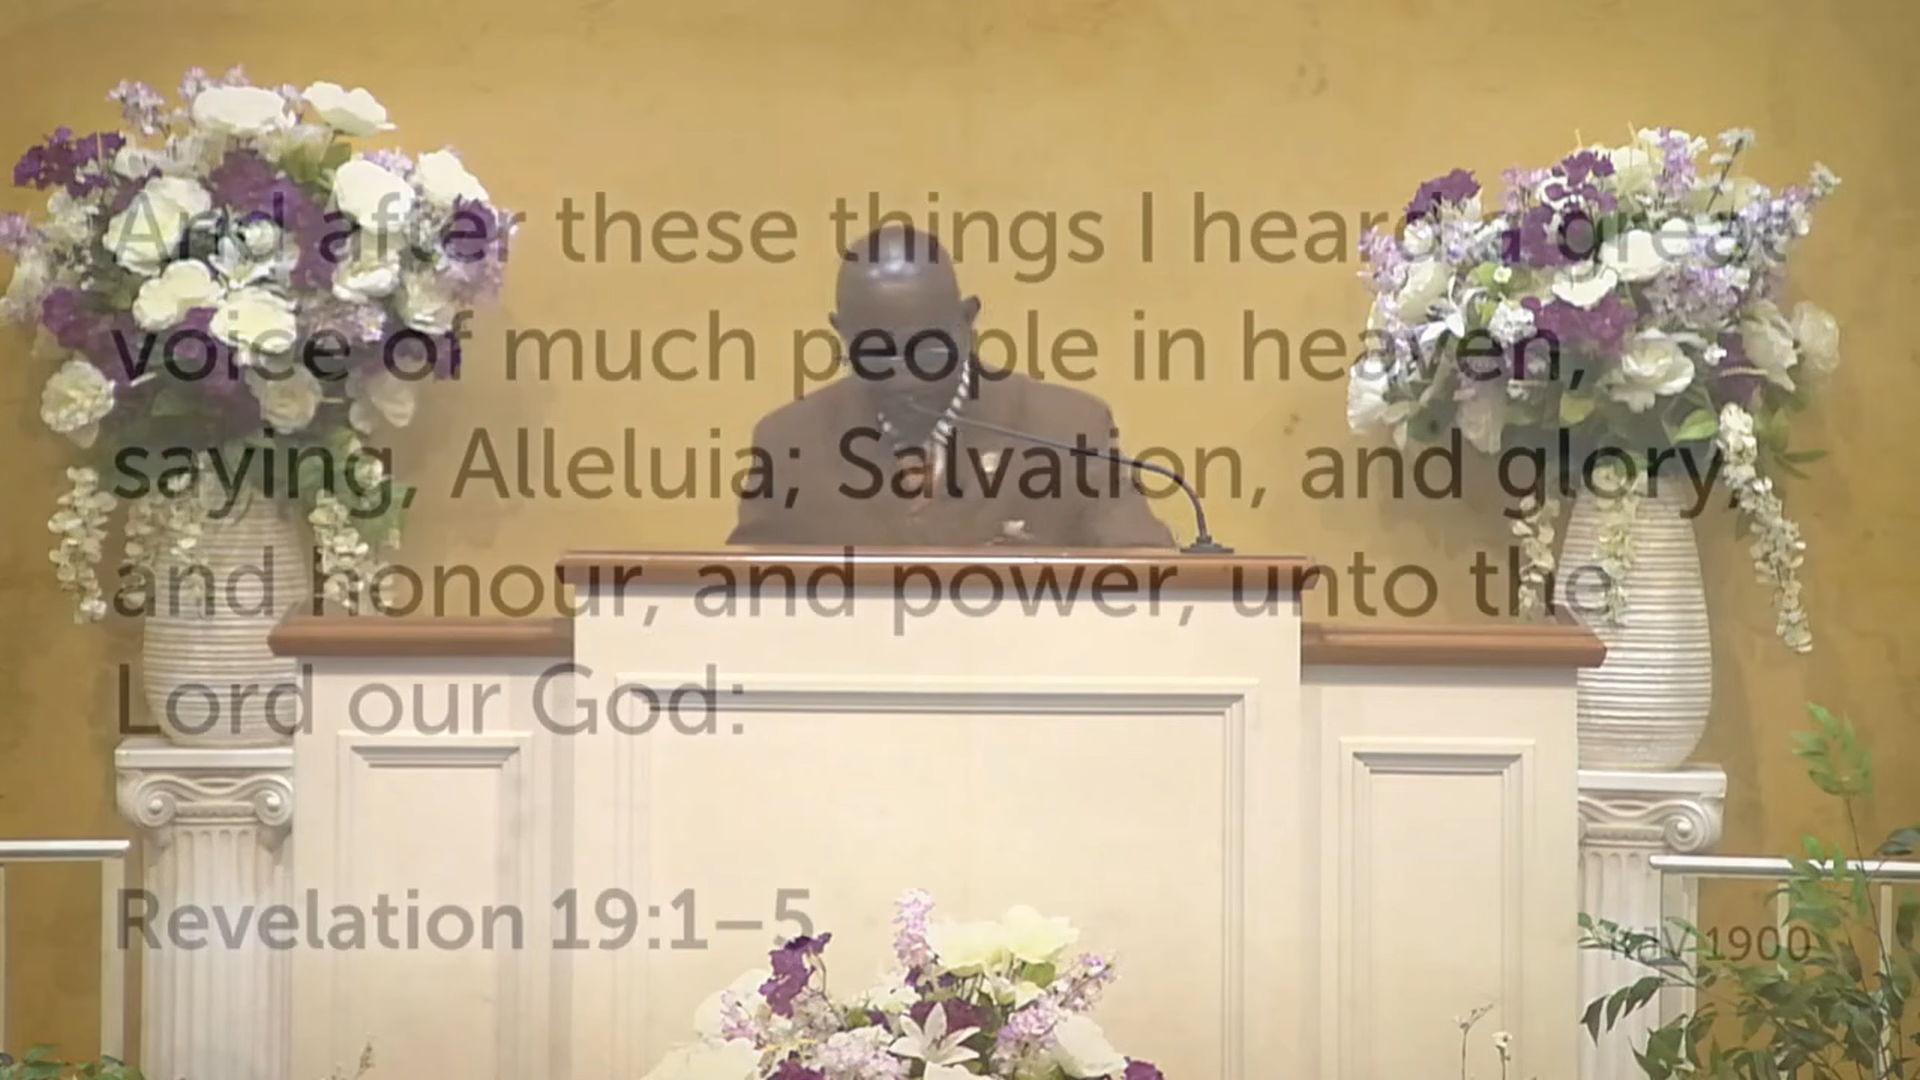 And after these things I heard a great
voice of much people in heaven,
saying, Alleluia; Salvation, and glory,
and honour, and power, unto the
Lord our God:
Revelation 19:1–5
KJV 1900